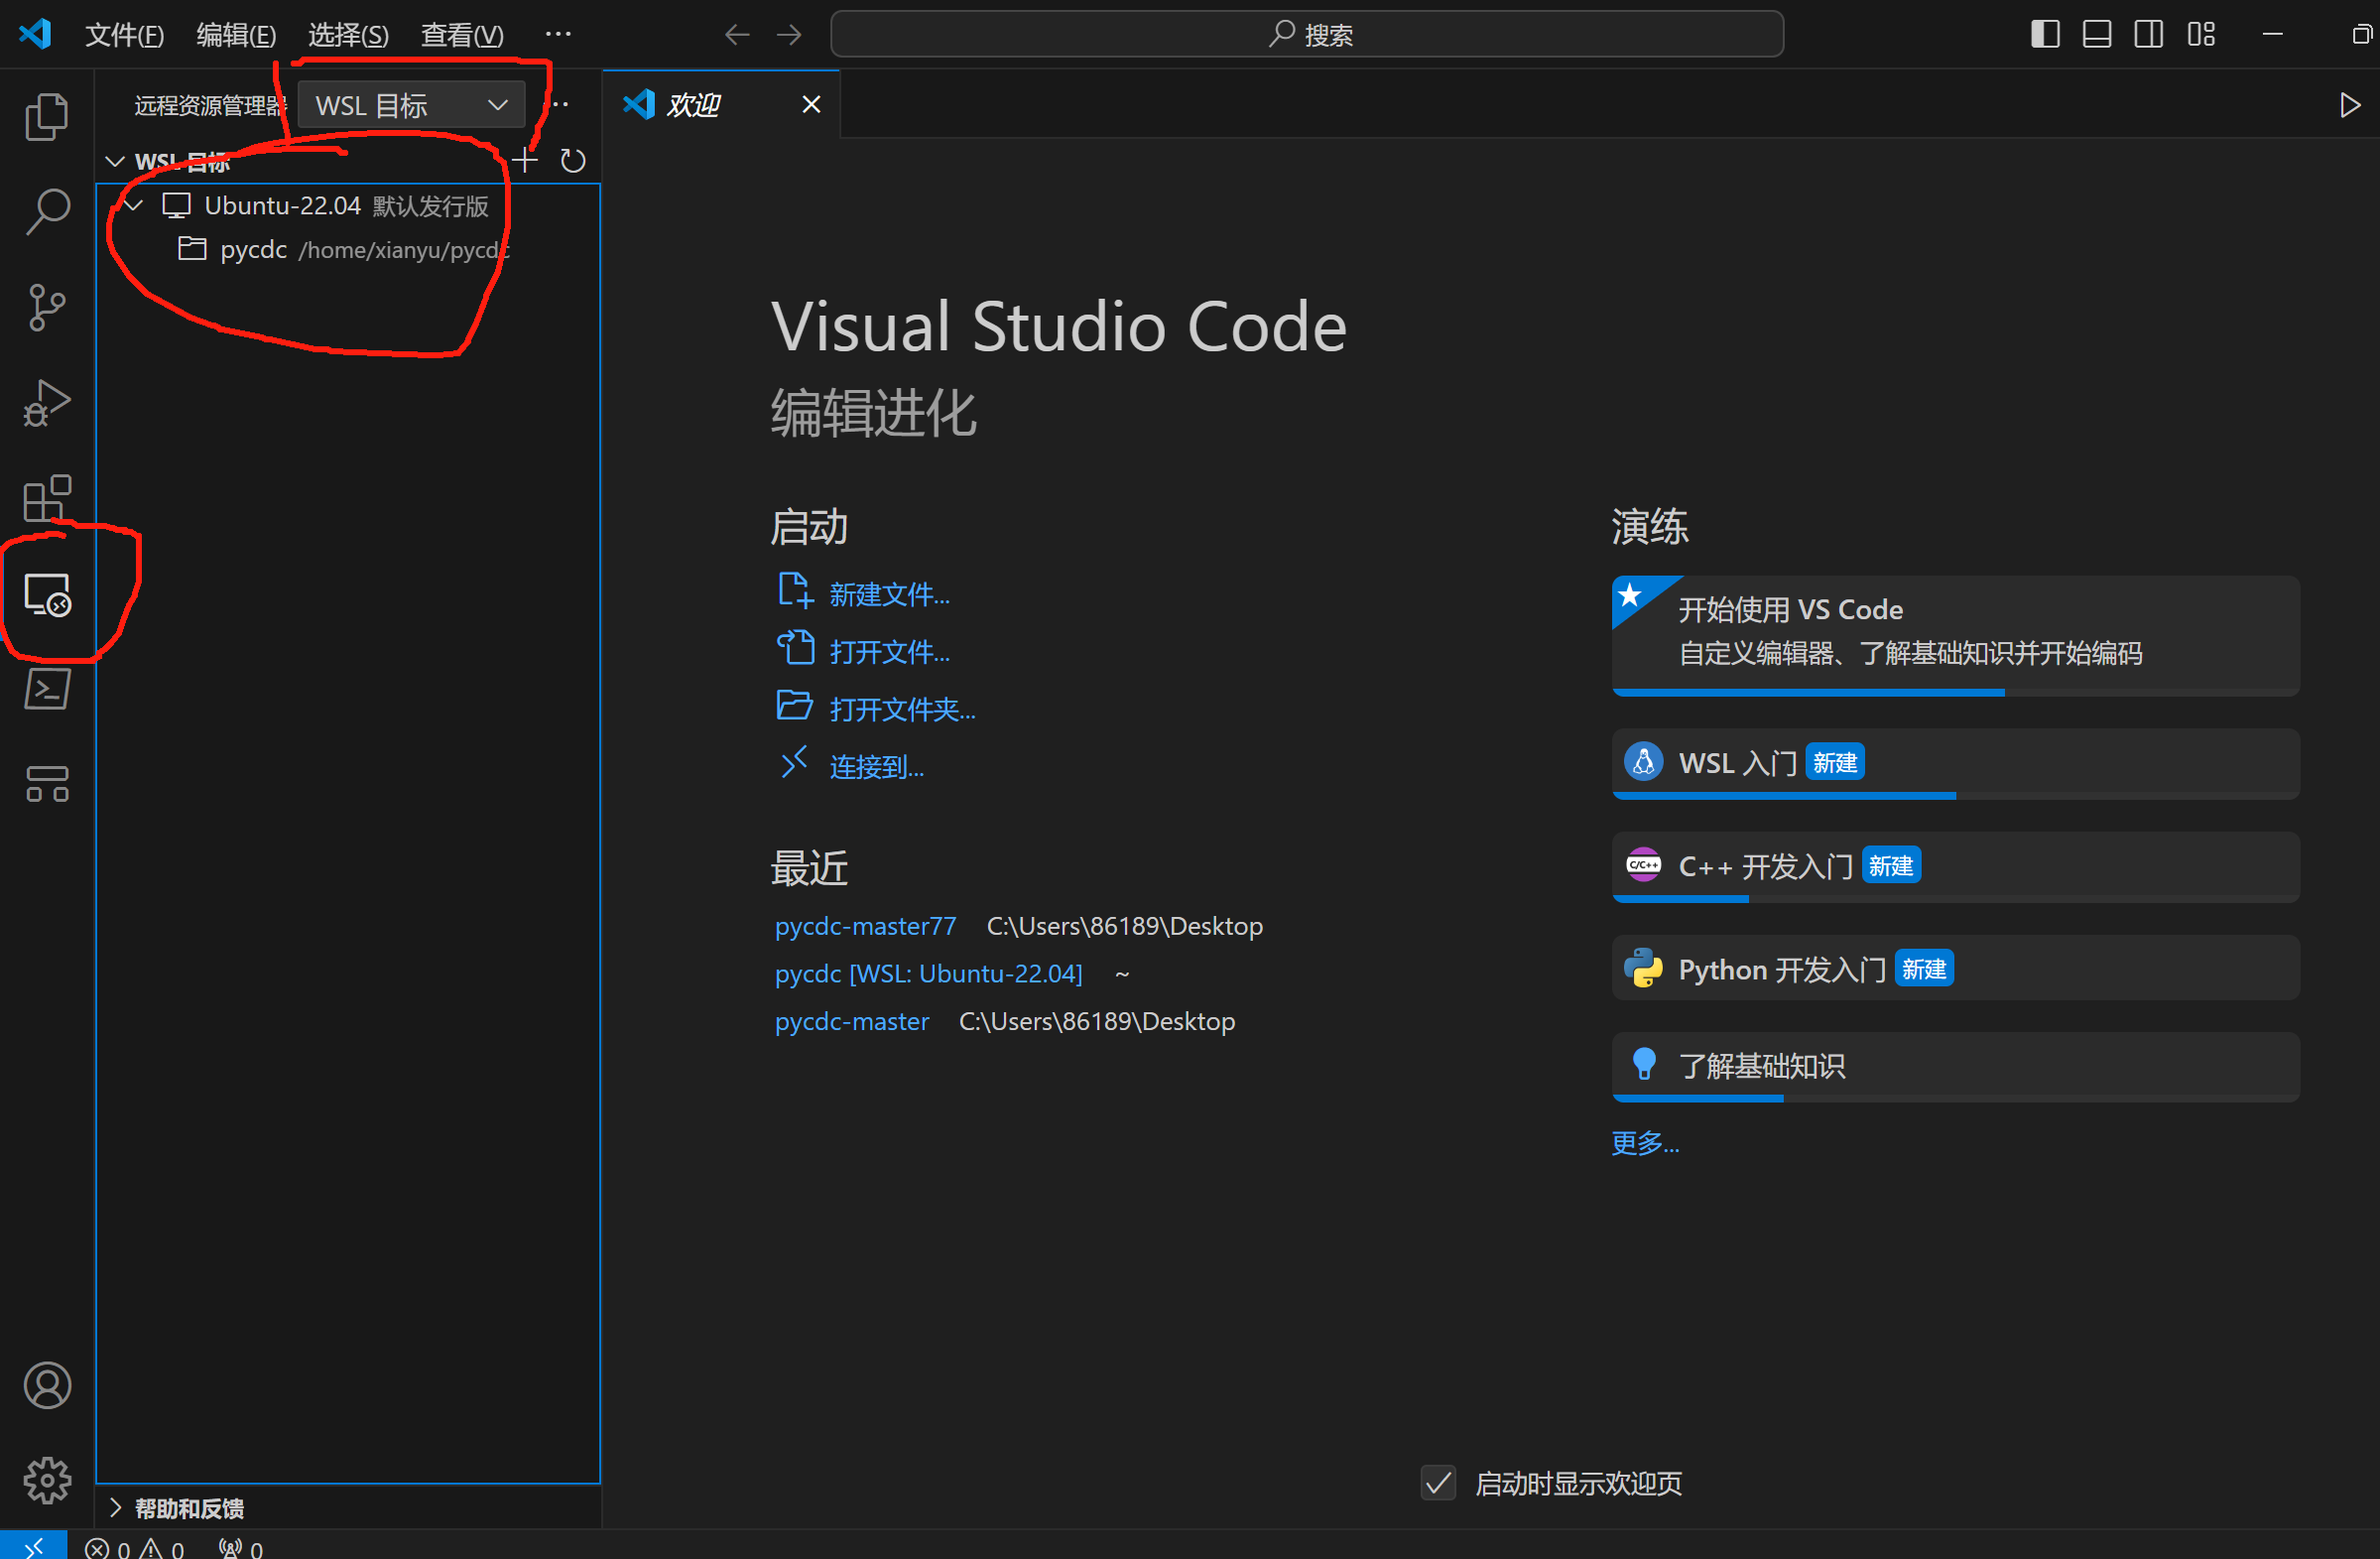 文件(F) 编辑(E) 选择(S) 查看(V) ··· 搜索
远程资源管理器 WSL 目标 ···
欢迎
WSL 目标
Ubuntu-22.04 默认发行版
pycdc /home/xianyu/pycdc
Visual Studio Code
编辑进化
启动
新建文件...
打开文件...
打开文件夹...
连接到...
最近
pycdc-master77 C:\Users\86189\Desktop
pycdc [WSL: Ubuntu-22.04] ~
pycdc-master C:\Users\86189\Desktop
演练
开始使用 VS Code
自定义编辑器、了解基础知识并开始编码
WSL 入门 新建
C/C++ C++ 开发入门 新建
Python 开发入门 新建
了解基础知识
更多...
启动时显示欢迎页
帮助和反馈
0 0 0